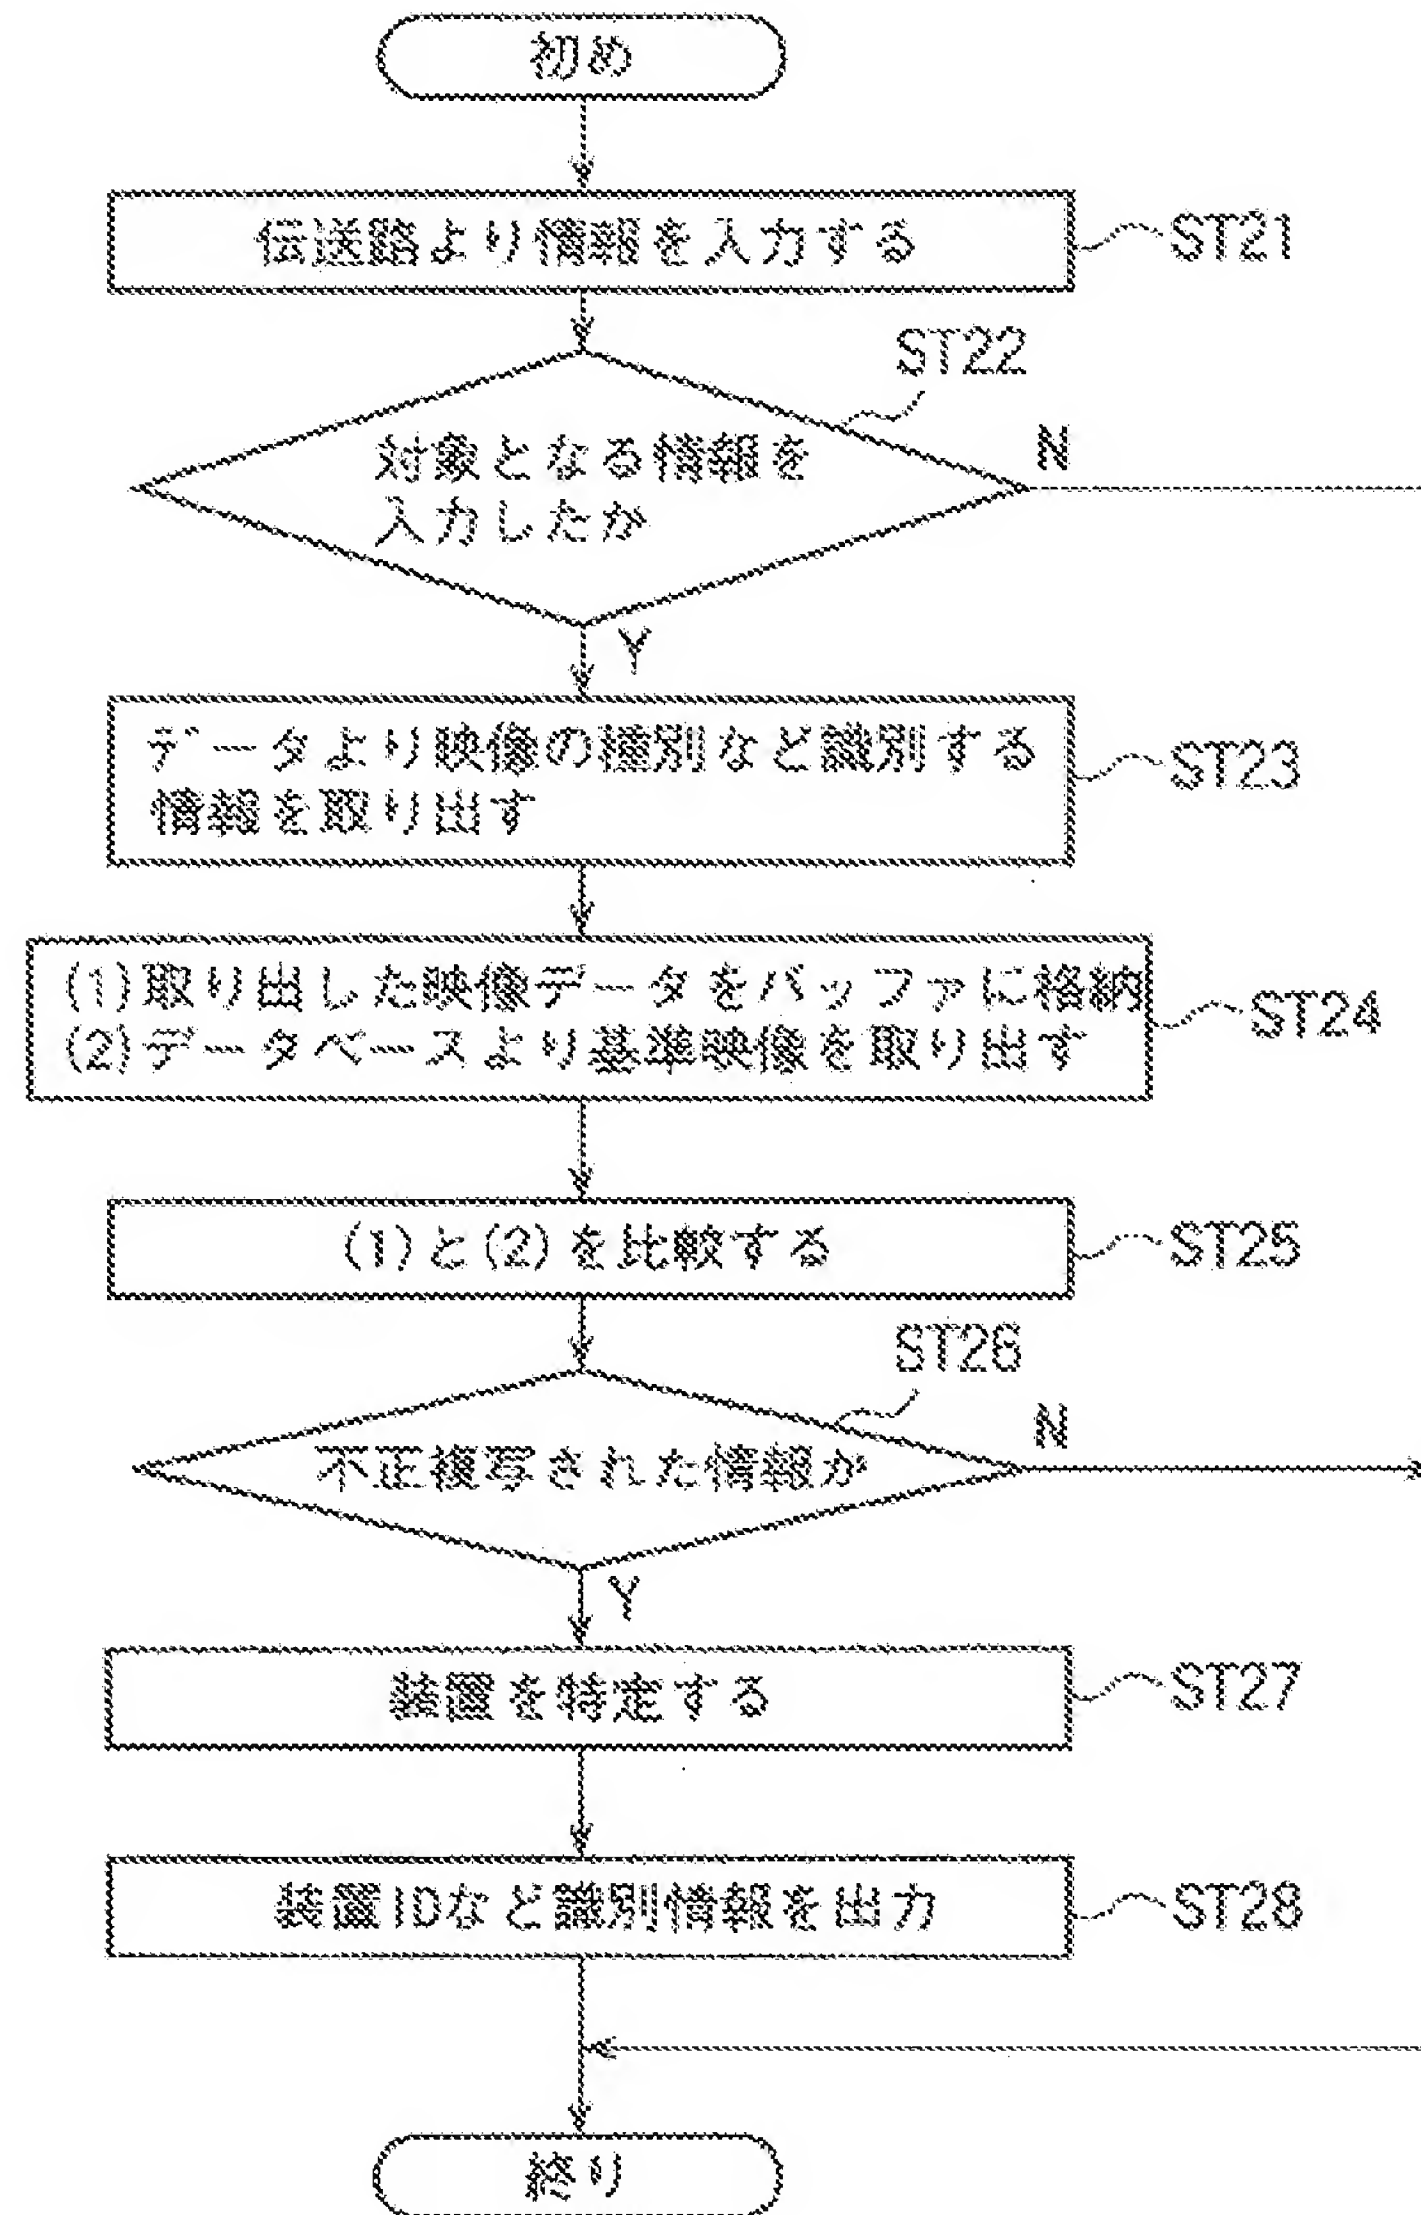 初め
伝送路より情報を入力する
ST21
ST22
対象となる情報を
入力したか
N
Y
データより映像の種別など識別する
情報を取り出す
ST23
(1)取り出した映像データをバッファに格納
(2)データベースより基準映像を取り出す
ST24
(1)と(2)を比較する
ST25
ST26
不正複写された情報か
N
Y
装置を特定する
ST27
装置IDなど識別情報を出力
ST28
終り